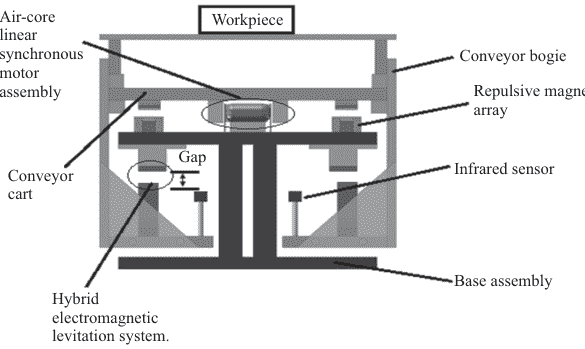 Air-core
linear
synchronous
motor
assembly
Workpiece
Conveyor bogie
Repulsive magne
array
Gap
Conveyor
cart
Infrared sensor
Base assembly
Hybrid
electromagnetic
levitation system.